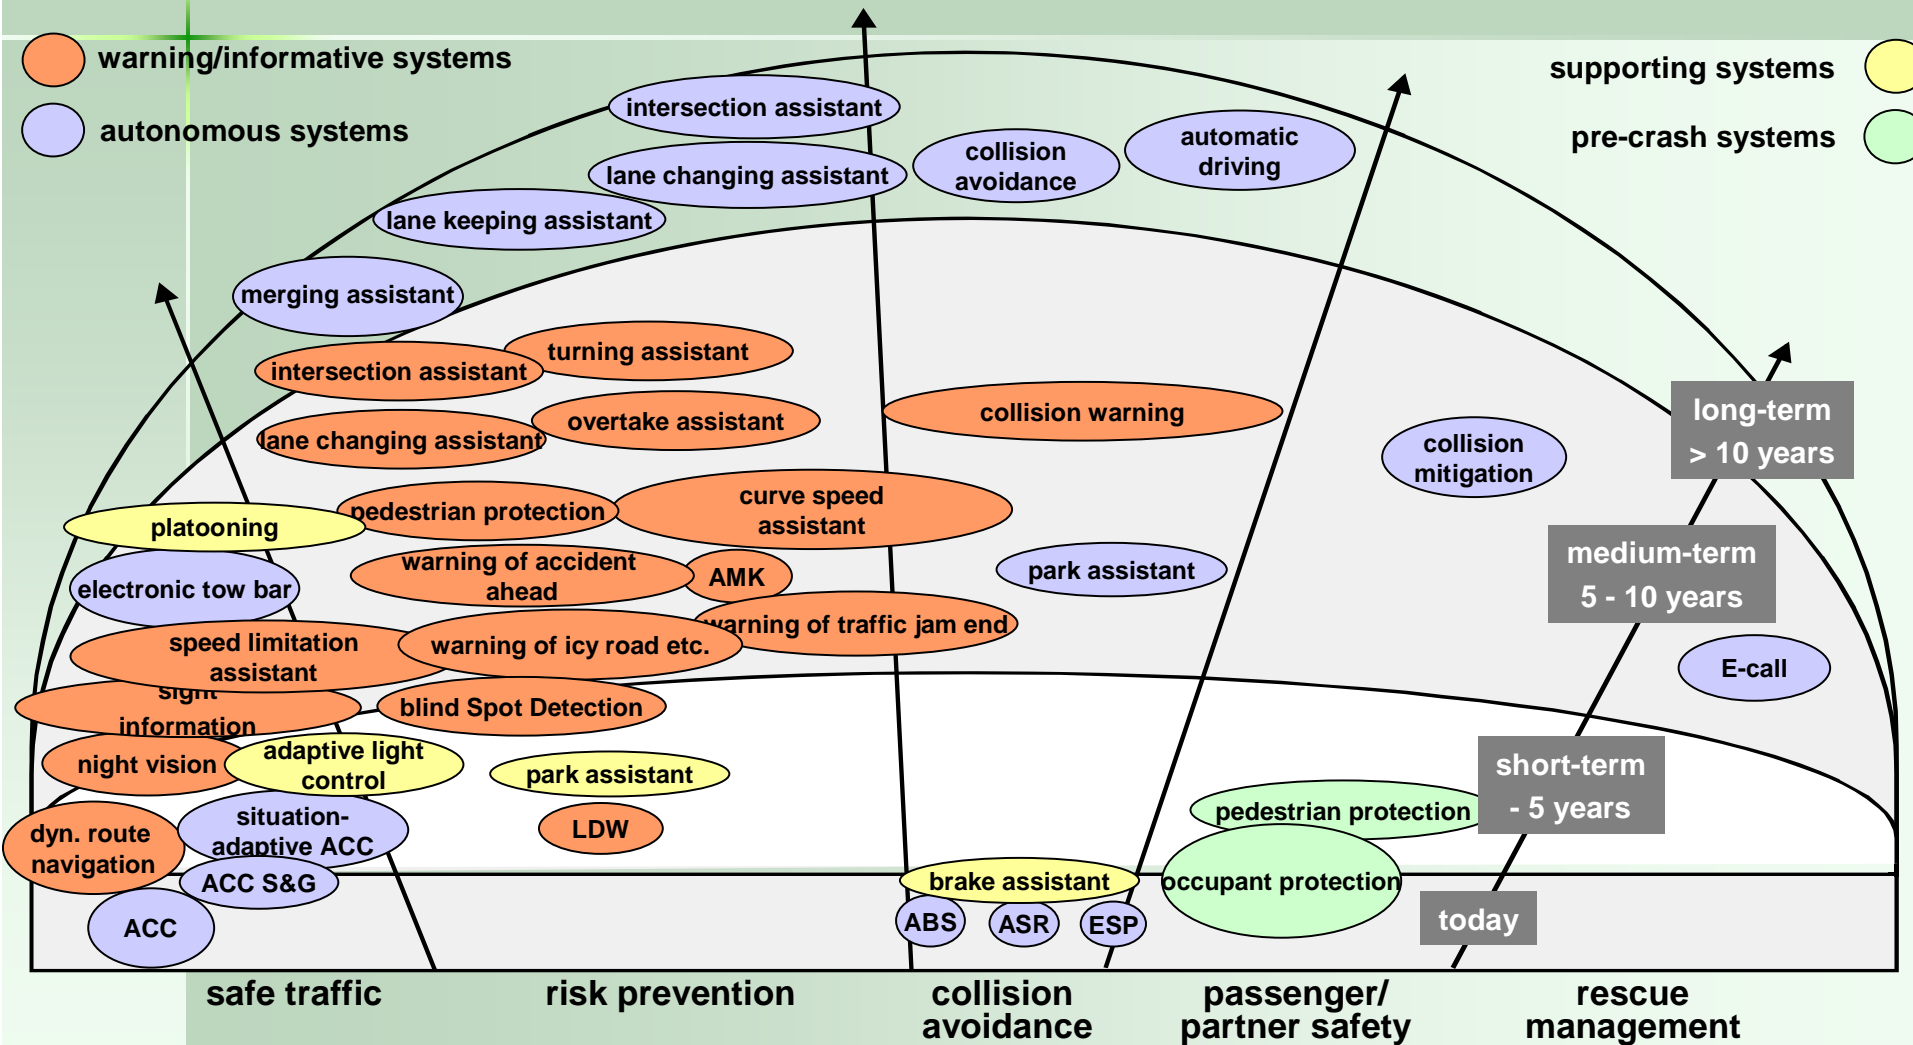 warning/informative systems
autonomous systems
supporting systems
pre-crash systems
intersection assistant
lane changing assistant
lane keeping assistant
merging assistant
collision
avoidance
automatic
driving
turning assistant
intersection assistant
overtake assistant
lane changing assistant
collision warning
collision
mitigation
long-term
> 10 years
platooning
pedestrian protection
curve speed
assistant
electronic tow bar
warning of accident
ahead
AMK
park assistant
medium-term
5 - 10 years
speed limitation
assistant
warning of icy road etc.
warning of traffic jam end
E-call
sight
information
blind Spot Detection
night vision
adaptive light
control
park assistant
short-term
- 5 years
dyn. route
navigation
situation-
adaptive ACC
LDW
pedestrian protection
ACC S&G
brake assistant
occupant protection
ACC
ABS
ASR
ESP
today
safe traffic
risk prevention
collision
avoidance
passenger/
partner safety
rescue
management